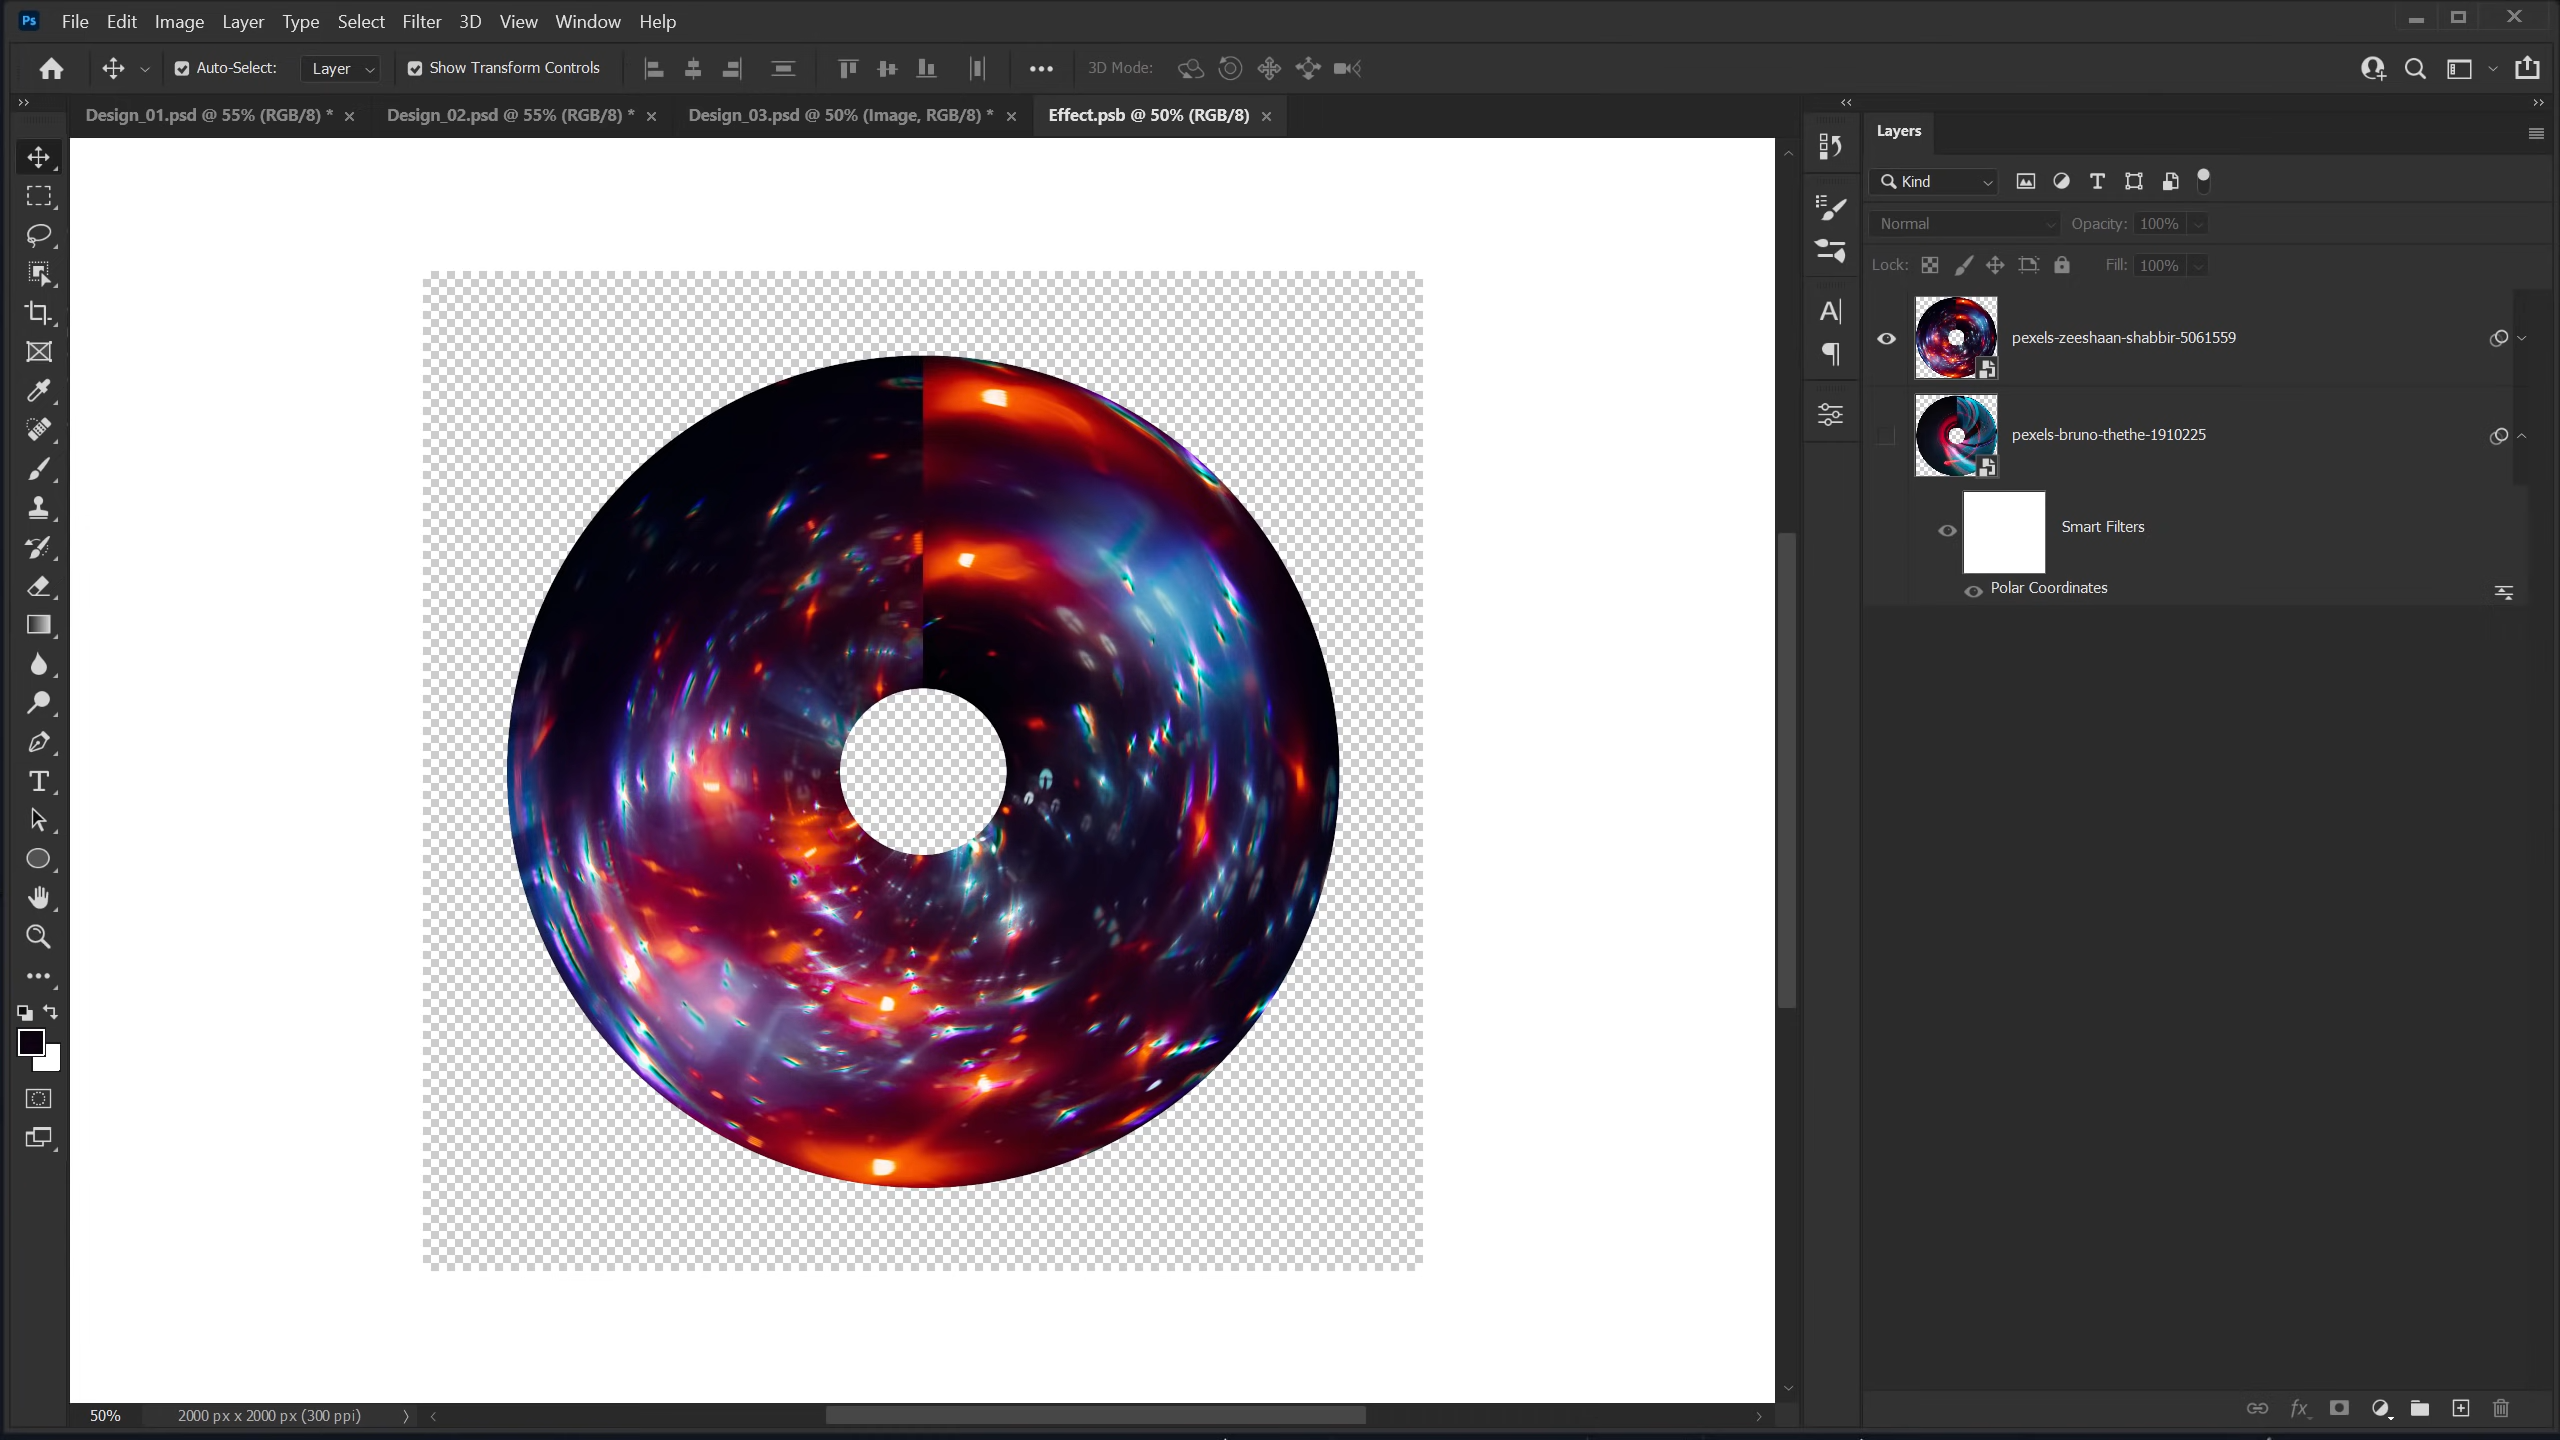 Ps File Edit Image Layer Type Select Filter 3D View Window Help
Auto-Select: Layer Show Transform Controls 3D Mode:
Design_01.psd @ 55% (RGB/8) * Design_02.psd @ 55% (RGB/8) * Design_03.psd @ 50% (Image, RGB/8) * Effect.psb @ 50% (RGB/8)
Layers
Kind
Normal Opacity: 100%
Lock: Fill: 100%
pexels-zeeshaan-shabbir-5061559
pexels-bruno-thethe-1910225
Smart Filters
Polar Coordinates
50% 2000 px x 2000 px (300 ppi)
fx